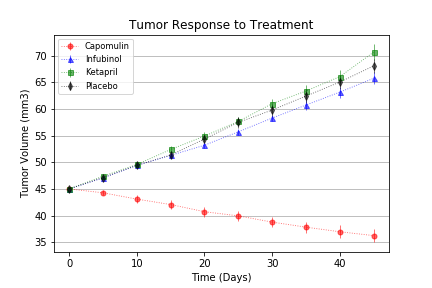 Tumor Response to Treatment
Capomulin
Infubinol
Ketapril
Placebo
Tumor Volume (mm3)
70
65
60
55
50
45
40
35
0 10 20 30 40
Time (Days)